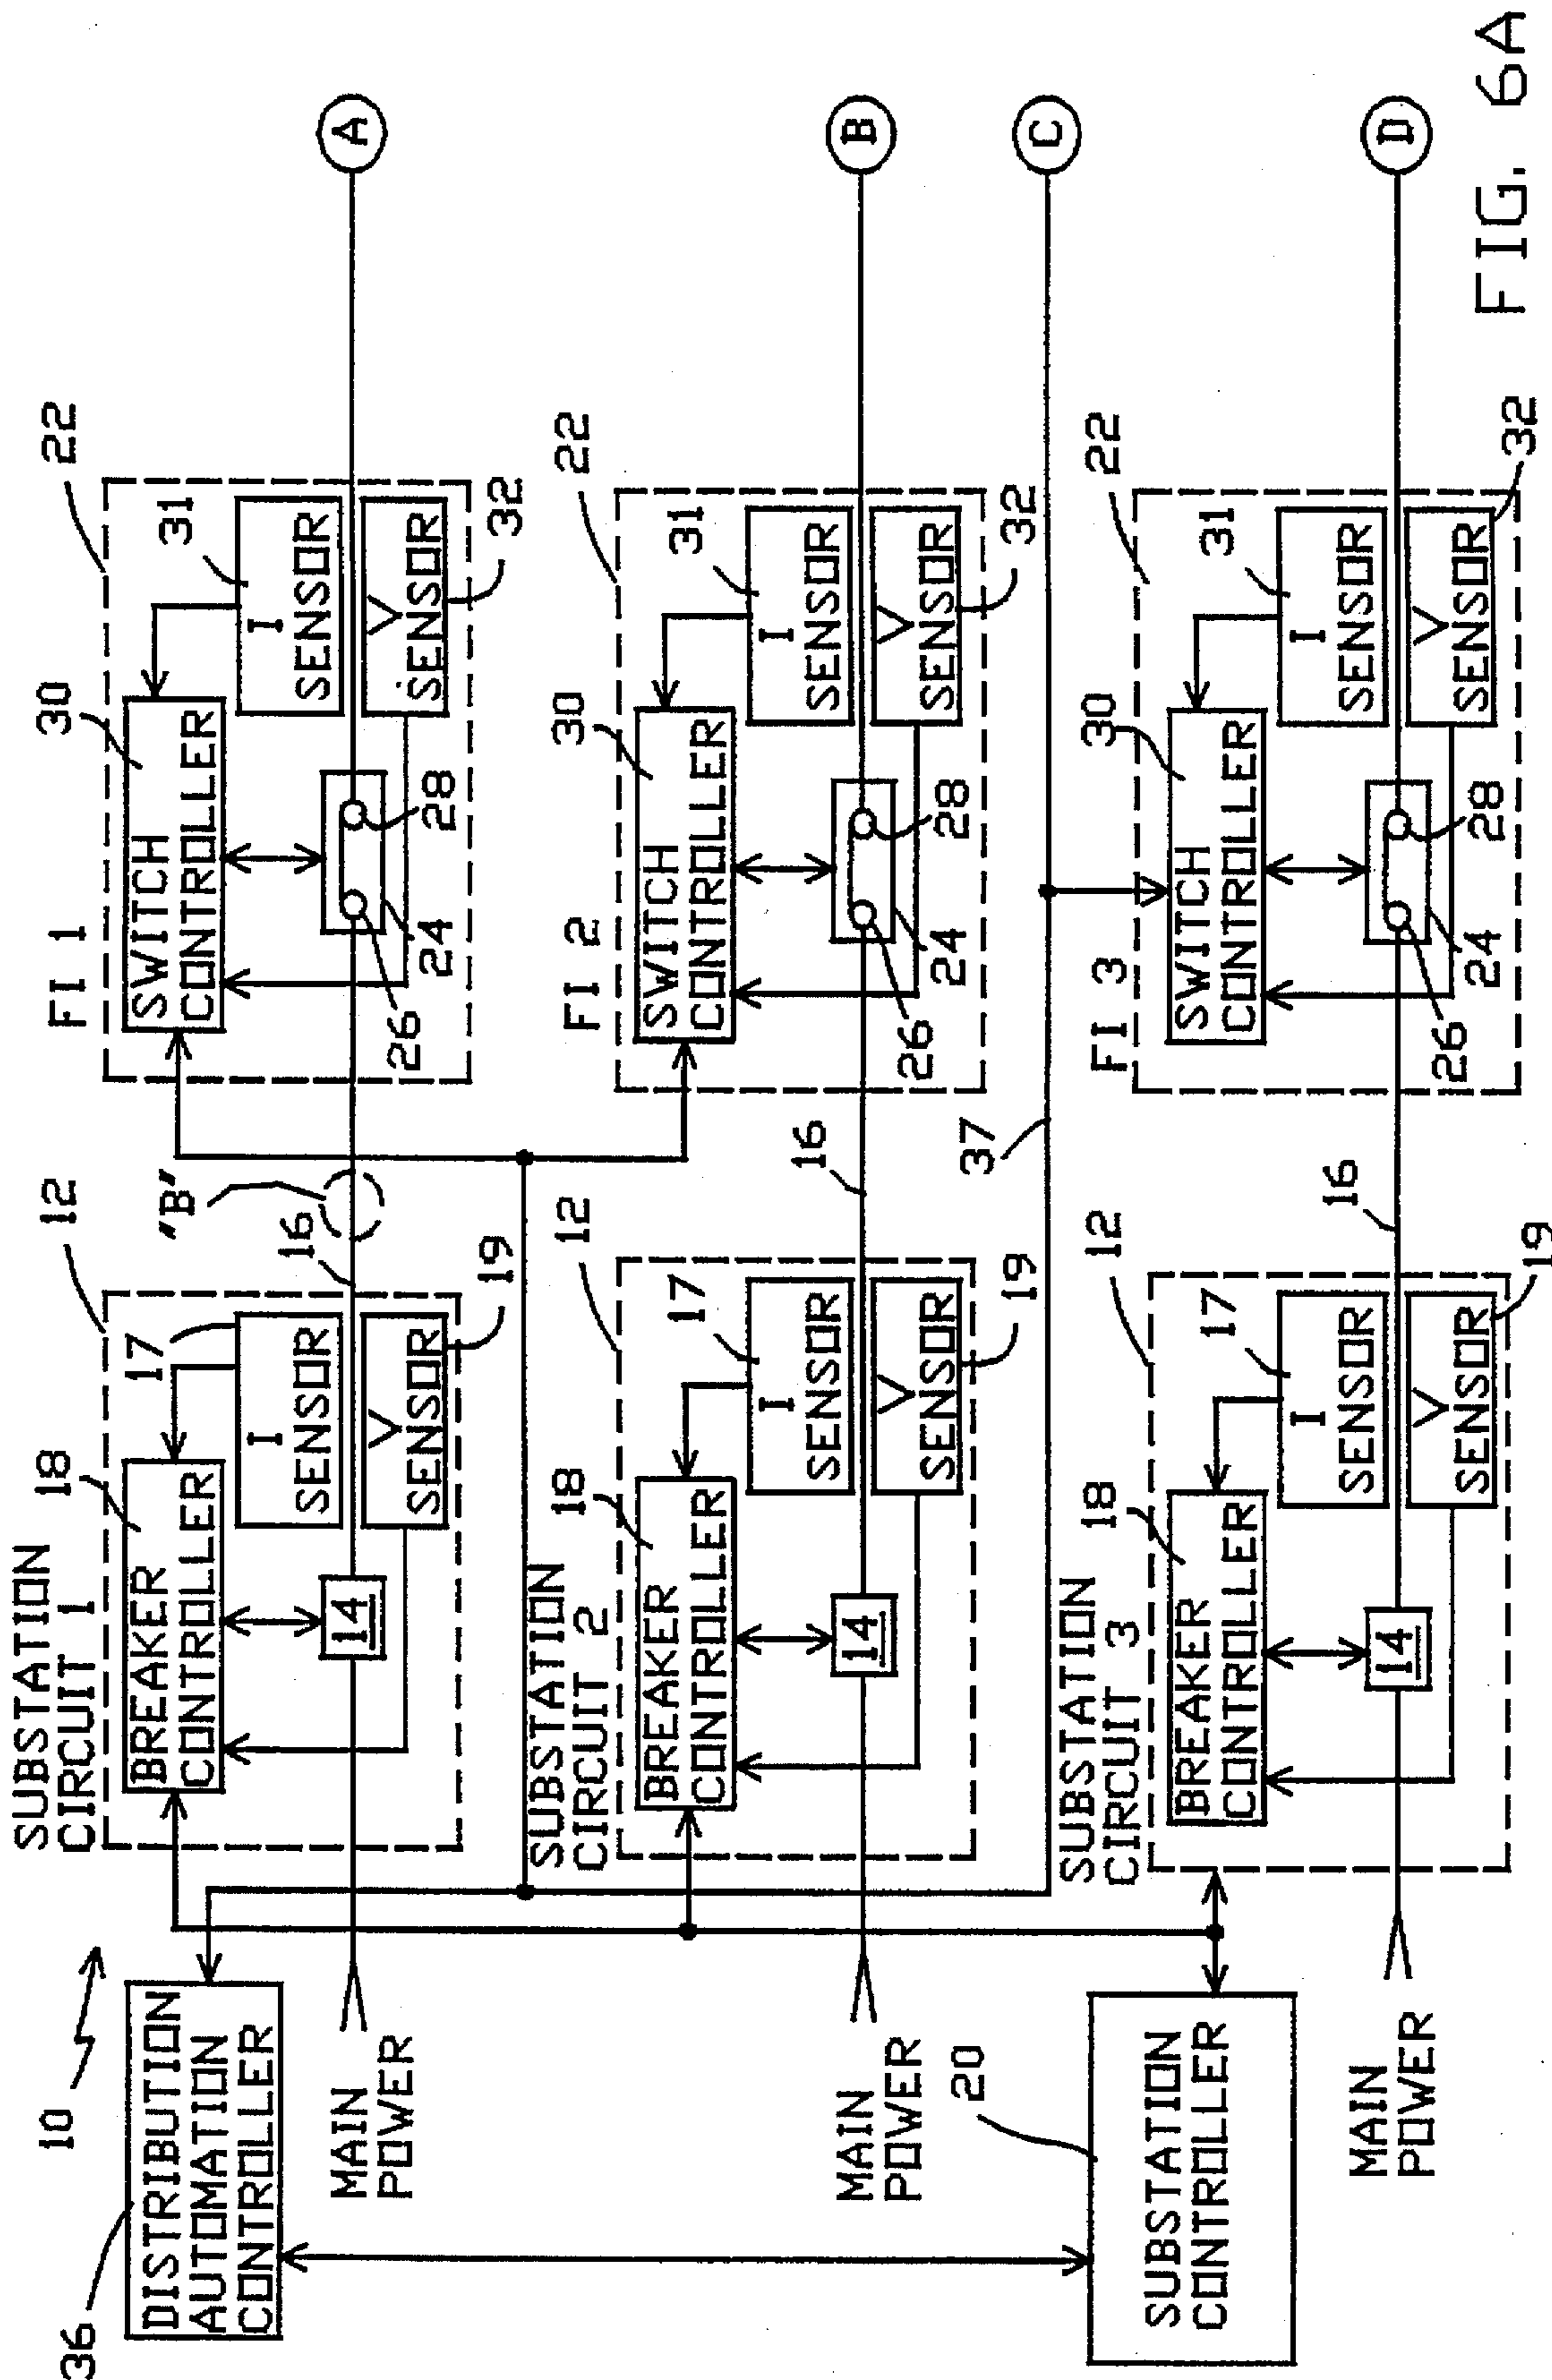 10
36
DISTRIBUTION
AUTOMATION
CONTROLLER
MAIN
POWER
SUBSTATION
CIRCUIT 1
12
18
BREAKER
CONTROLLER
17
I
SENSOR
14
V
SENSOR
19
16
"B"
FI 1
22
30
SWITCH
CONTROLLER
31
I
SENSOR
26
24
28
V
SENSOR
32
A
MAIN
POWER
SUBSTATION
CIRCUIT 2
12
18
BREAKER
CONTROLLER
17
I
SENSOR
14
V
SENSOR
19
16
FI 2
22
30
SWITCH
CONTROLLER
31
I
SENSOR
26
24
28
V
SENSOR
32
B
37
C
20
SUBSTATION
CONTROLLER
MAIN
POWER
SUBSTATION
CIRCUIT 3
12
18
BREAKER
CONTROLLER
17
I
SENSOR
14
V
SENSOR
19
16
FI 3
22
30
SWITCH
CONTROLLER
31
I
SENSOR
26
24
28
V
SENSOR
32
D
FIG. 6A